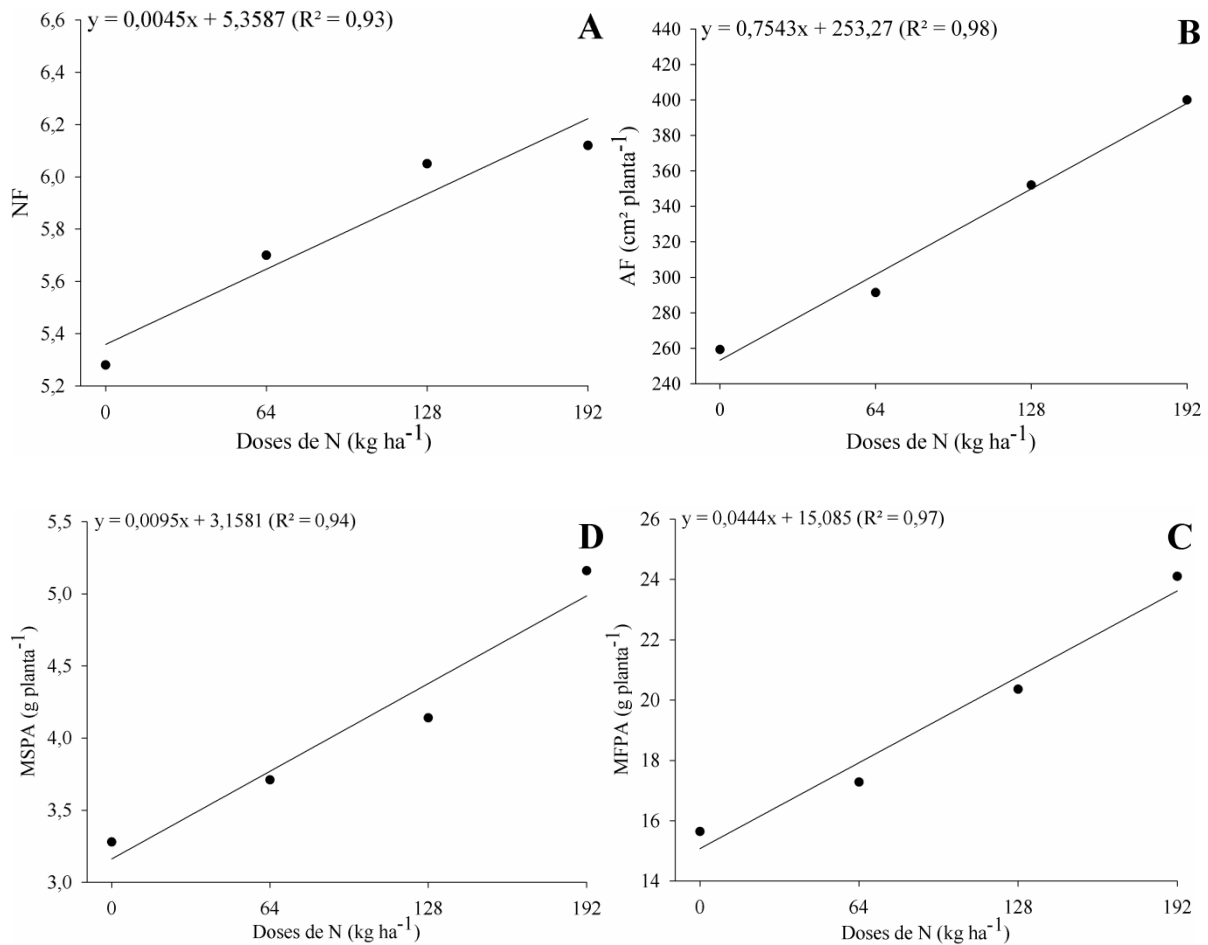 y = 0,0045x + 5,3587 (R² = 0,93)
A
6,6
6,4
6,2
6,0
5,8
5,6
5,4
5,2
NF
0 64 128 192
Doses de N (kg ha⁻¹)
y = 0,7543x + 253,27 (R² = 0,98)
B
440
420
400
380
360
340
320
300
280
260
240
AF (cm² planta⁻¹)
0 64 128 192
Doses de N (kg ha⁻¹)
y = 0,0095x + 3,1581 (R² = 0,94)
D
5,5
5,0
4,5
4,0
3,5
3,0
MSPA (g planta⁻¹)
0 64 128 192
Doses de N (kg ha⁻¹)
y = 0,0444x + 15,085 (R² = 0,97)
C
26
24
22
20
18
16
14
MFPA (g planta⁻¹)
0 64 128 192
Doses de N (kg ha⁻¹)